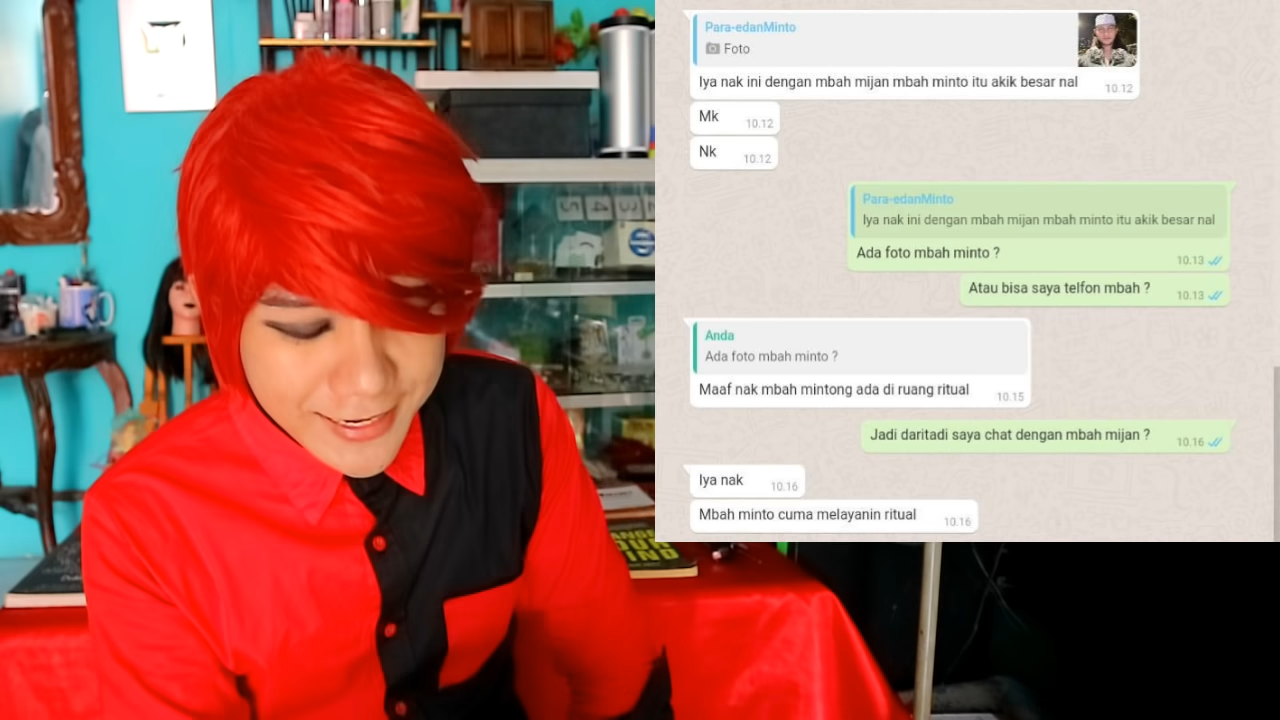 Para-edanMinto
Foto
Iya nak ini dengan mbah mijan mbah minto itu akik besar nal
10.12
Mk
10.12
Nk
10.12
Para-edanMinto
Iya nak ini dengan mbah mijan mbah minto itu akik besar nal
Ada foto mbah minto ?
10.13
Atau bisa saya telfon mbah ?
10.13
Anda
Ada foto mbah minto ?
Maaf nak mbah mintong ada di ruang ritual
10.15
Jadi daritadi saya chat dengan mbah mijan ?
10.16
Iya nak
10.16
Mbah minto cuma melayanin ritual
10.16